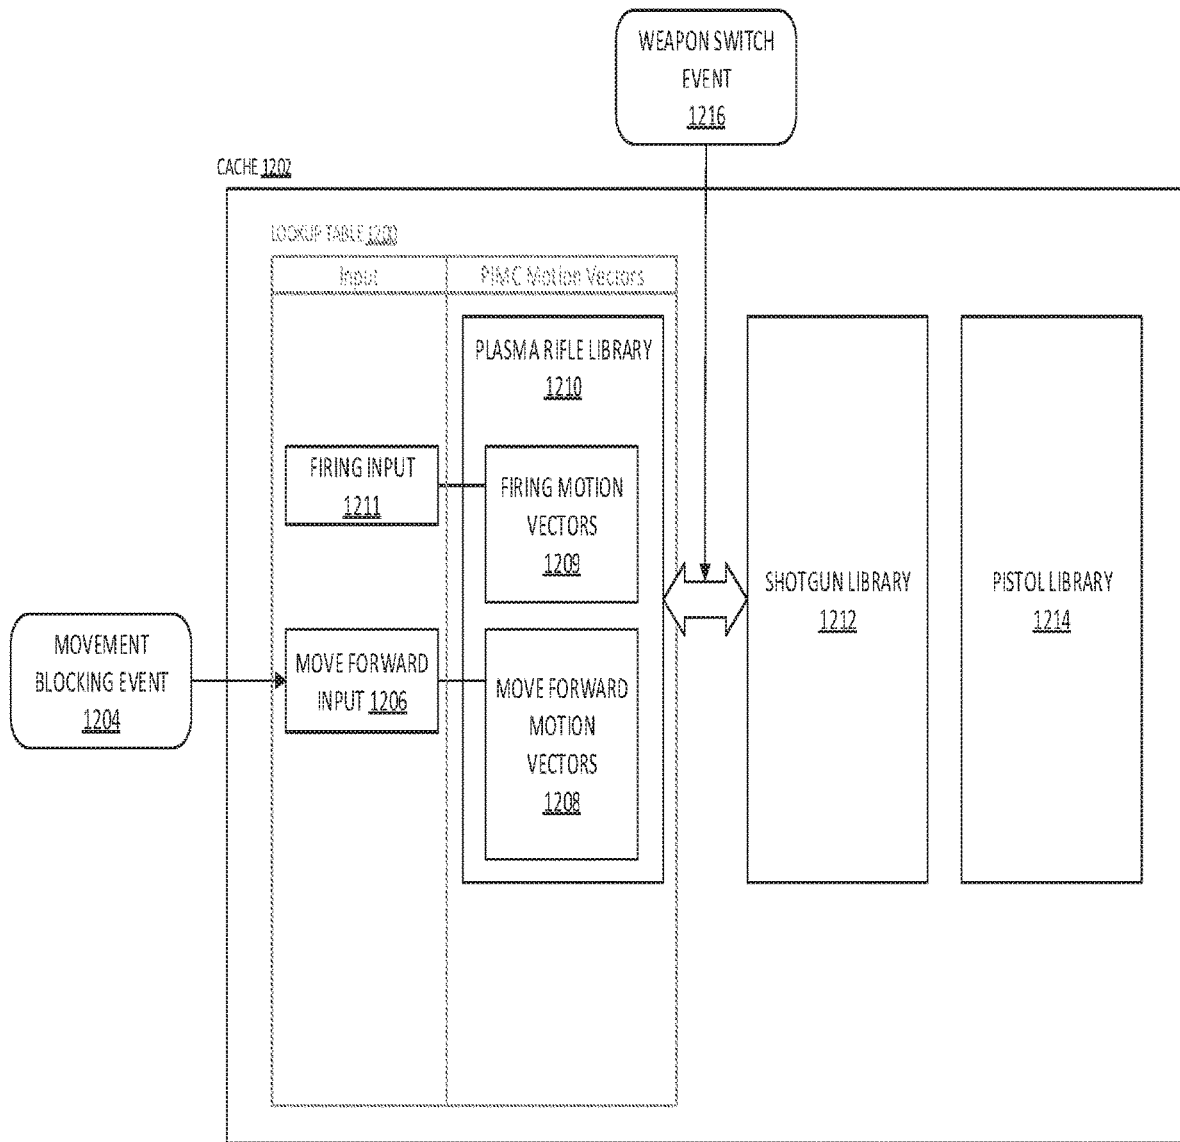 WEAPON SWITCH
EVENT
1216
CACHE 1202
LOOKUP TABLE 1200
Input
PIMC Motion Vectors
PLASMA RIFLE LIBRARY
1210
FIRING INPUT
1211
FIRING MOTION
VECTORS
1209
SHOTGUN LIBRARY
1212
PISTOL LIBRARY
1214
MOVEMENT
BLOCKING EVENT
1204
MOVE FORWARD
INPUT 1206
MOVE FORWARD
MOTION
VECTORS
1208